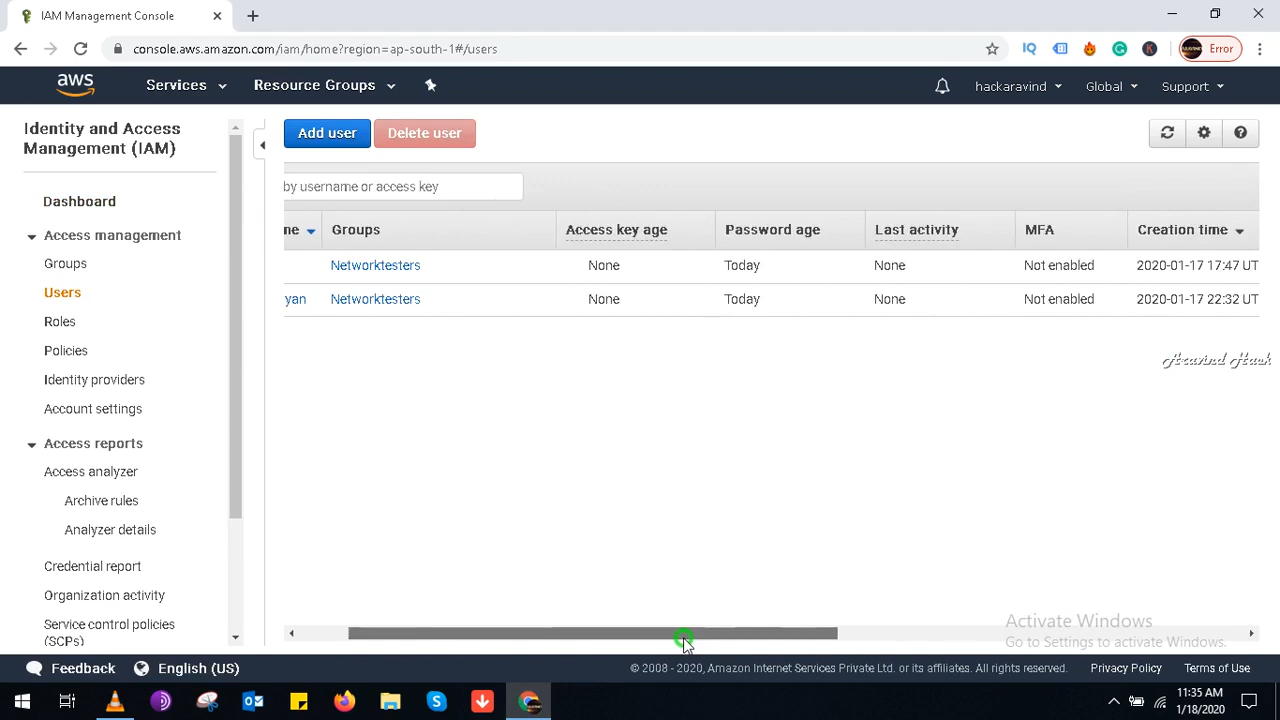 IAM Management Console
console.aws.amazon.com/iam/home?region=ap-south-1#/users
Error
aws
Services
Resource Groups
hackaravind
Global
Support
Identity and Access
Management (IAM)
Dashboard
Access management
Groups
Users
Roles
Policies
Identity providers
Account settings
Access reports
Access analyzer
Archive rules
Analyzer details
Credential report
Organization activity
Service control policies
(SCPs)
Add user
Delete user
by username or access key
me Groups Access key age Password age Last activity MFA Creation time
Networktesters None Today None Not enabled 2020-01-17 17:47 UT
yan Networktesters None Today None Not enabled 2020-01-17 22:32 UT
Aravind Hack
Activate Windows
Go to Settings to activate Windows.
Feedback
English (US)
© 2008 - 2020, Amazon Internet Services Private Ltd. or its affiliates. All rights reserved.
Privacy Policy
Terms of Use
11:35 AM
1/18/2020